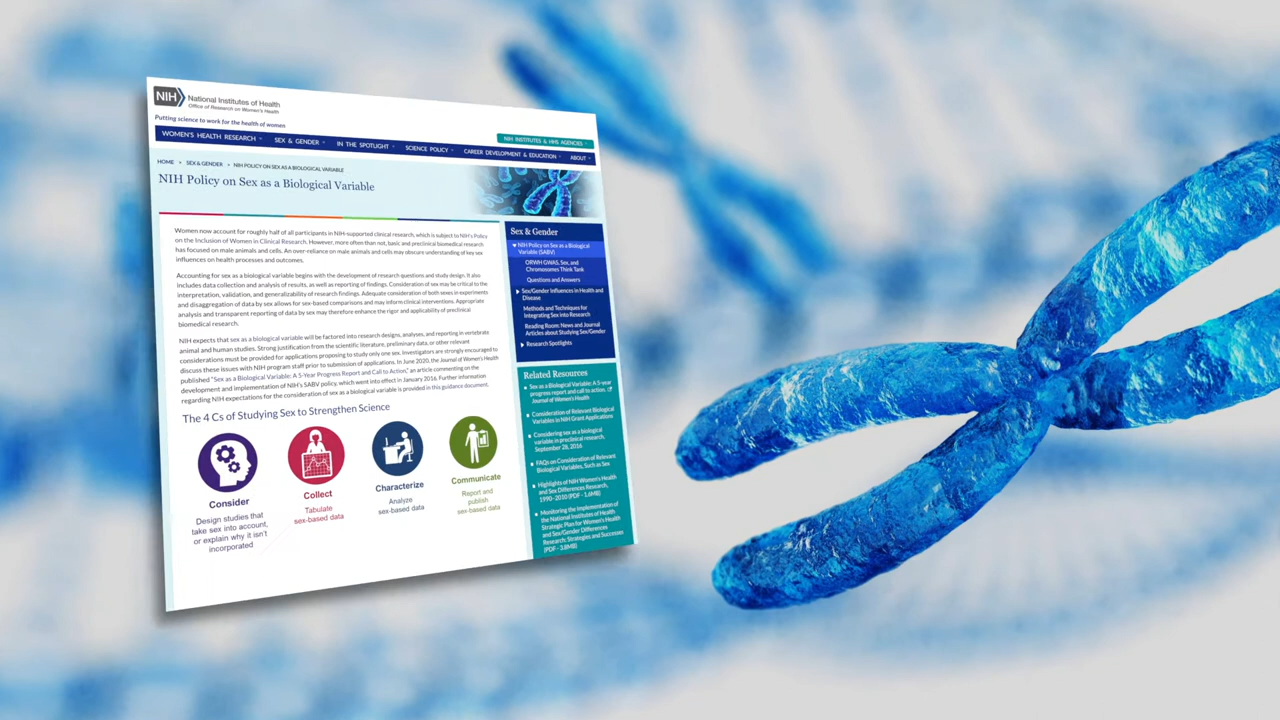 NIH National Institutes of Health
Office of Research on Women's Health
Putting science to work for the health of women
NIH INSTITUTES & HHS AGENCIES
WOMEN'S HEALTH RESEARCH SEX & GENDER IN THE SPOTLIGHT SCIENCE POLICY CAREER DEVELOPMENT & EDUCATION ABOUT
HOME » SEX & GENDER » NIH POLICY ON SEX AS A BIOLOGICAL VARIABLE
NIH Policy on Sex as a Biological Variable
Women now account for roughly half of all participants in NIH-supported clinical research, which is subject to NIH's Policy
on the Inclusion of Women in Clinical Research. However, more often than not, basic and preclinical biomedical research
has focused on male animals and cells. An over-reliance on male animals and cells may obscure understanding of key sex
influences on health processes and outcomes.
Accounting for sex as a biological variable begins with the development of research questions and study design. It also
includes data collection and analysis of results, as well as reporting of findings. Consideration of sex may be critical to the
interpretation, validation, and generalizability of research findings. Adequate consideration of both sexes in experiments
and disaggregation of data by sex allows for sex-based comparisons and may inform clinical interventions. Appropriate
analysis and transparent reporting of data by sex may therefore enhance the rigor and applicability of preclinical
biomedical research.
NIH expects that sex as a biological variable will be factored into research designs, analyses, and reporting in vertebrate
animal and human studies. Strong justification from the scientific literature, preliminary data, or other relevant
considerations must be provided for applications proposing to study only one sex. Investigators are strongly encouraged to
discuss these issues with NIH program staff prior to submission of applications. In June 2020, the Journal of Women's Health
published "Sex as a Biological Variable: A 5-Year Progress Report and Call to Action," an article commenting on the
development and implementation of NIH's SABV policy, which went into effect in January 2016. Further information
regarding NIH expectations for the consideration of sex as a biological variable is provided in this guidance document.
The 4 Cs of Studying Sex to Strengthen Science
Consider
Design studies that
take sex into account,
or explain why it isn't
incorporated
Collect
Tabulate
sex-based data
Characterize
Analyze
sex-based data
Communicate
Report and
publish
sex-based data
Sex & Gender
NIH Policy on Sex as a Biological
Variable (SABV)
ORWH GWAS, Sex, and
Chromosomes Think Tank
Questions and Answers
Sex/Gender Influences in Health and
Disease
Methods and Techniques for
Integrating Sex into Research
Reading Room: News and Journal
Articles about Studying Sex/Gender
Research Spotlights
Related Resources
Sex as a Biological Variable: A 5-year
progress report and call to action.
Journal of Women's Health
Consideration of Relevant Biological
Variables in NIH Grant Applications
Considering sex as a biological
variable in preclinical research,
September 28, 2016
FAQs on Consideration of Relevant
Biological Variables, Such as Sex
Highlights of NIH Women's Health
and Sex Differences Research,
1990–2010 (PDF - 1.6MB)
Monitoring the Implementation of
the National Institutes of Health
Strategic Plan for Women's Health
and Sex/Gender Differences
Research: Strategies and Successes
(PDF - 3.8MB)